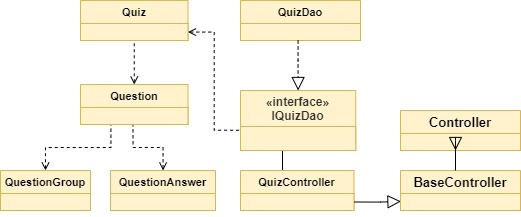 Quiz
QuizDao
Question
«interface»
IQuizDao
Controller
QuestionGroup
QuestionAnswer
QuizController
BaseController